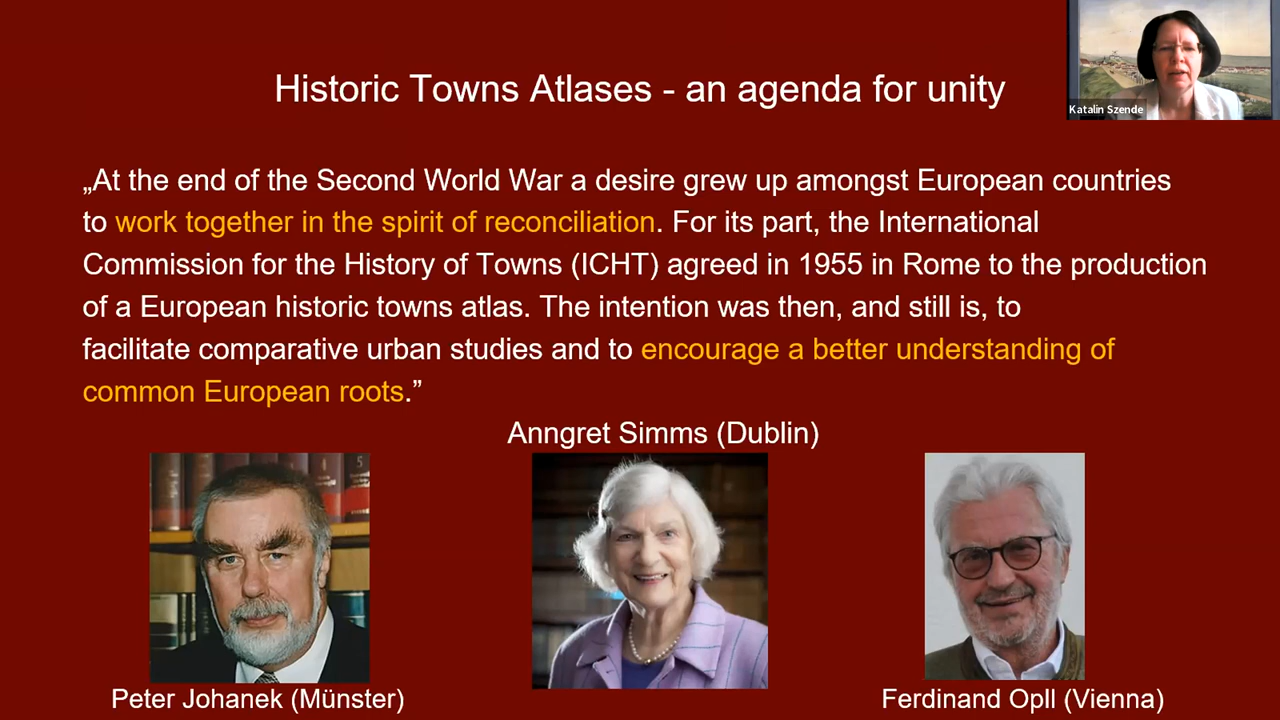 Historic Towns Atlases - an agenda for unity
Katalin Szende
„At the end of the Second World War a desire grew up amongst European countries
to work together in the spirit of reconciliation. For its part, the International
Commission for the History of Towns (ICHT) agreed in 1955 in Rome to the production
of a European historic towns atlas. The intention was then, and still is, to
facilitate comparative urban studies and to encourage a better understanding of
common European roots.”
Anngret Simms (Dublin)
Peter Johanek (Münster)
Ferdinand Opll (Vienna)